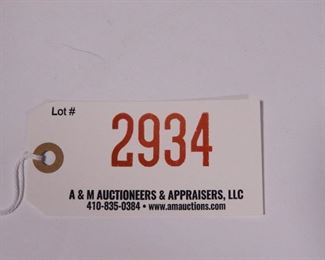 Lot #
2934
A & M AUCTIONEERS & APPRAISERS, LLC
410-835-0384 • www.amauctions.com